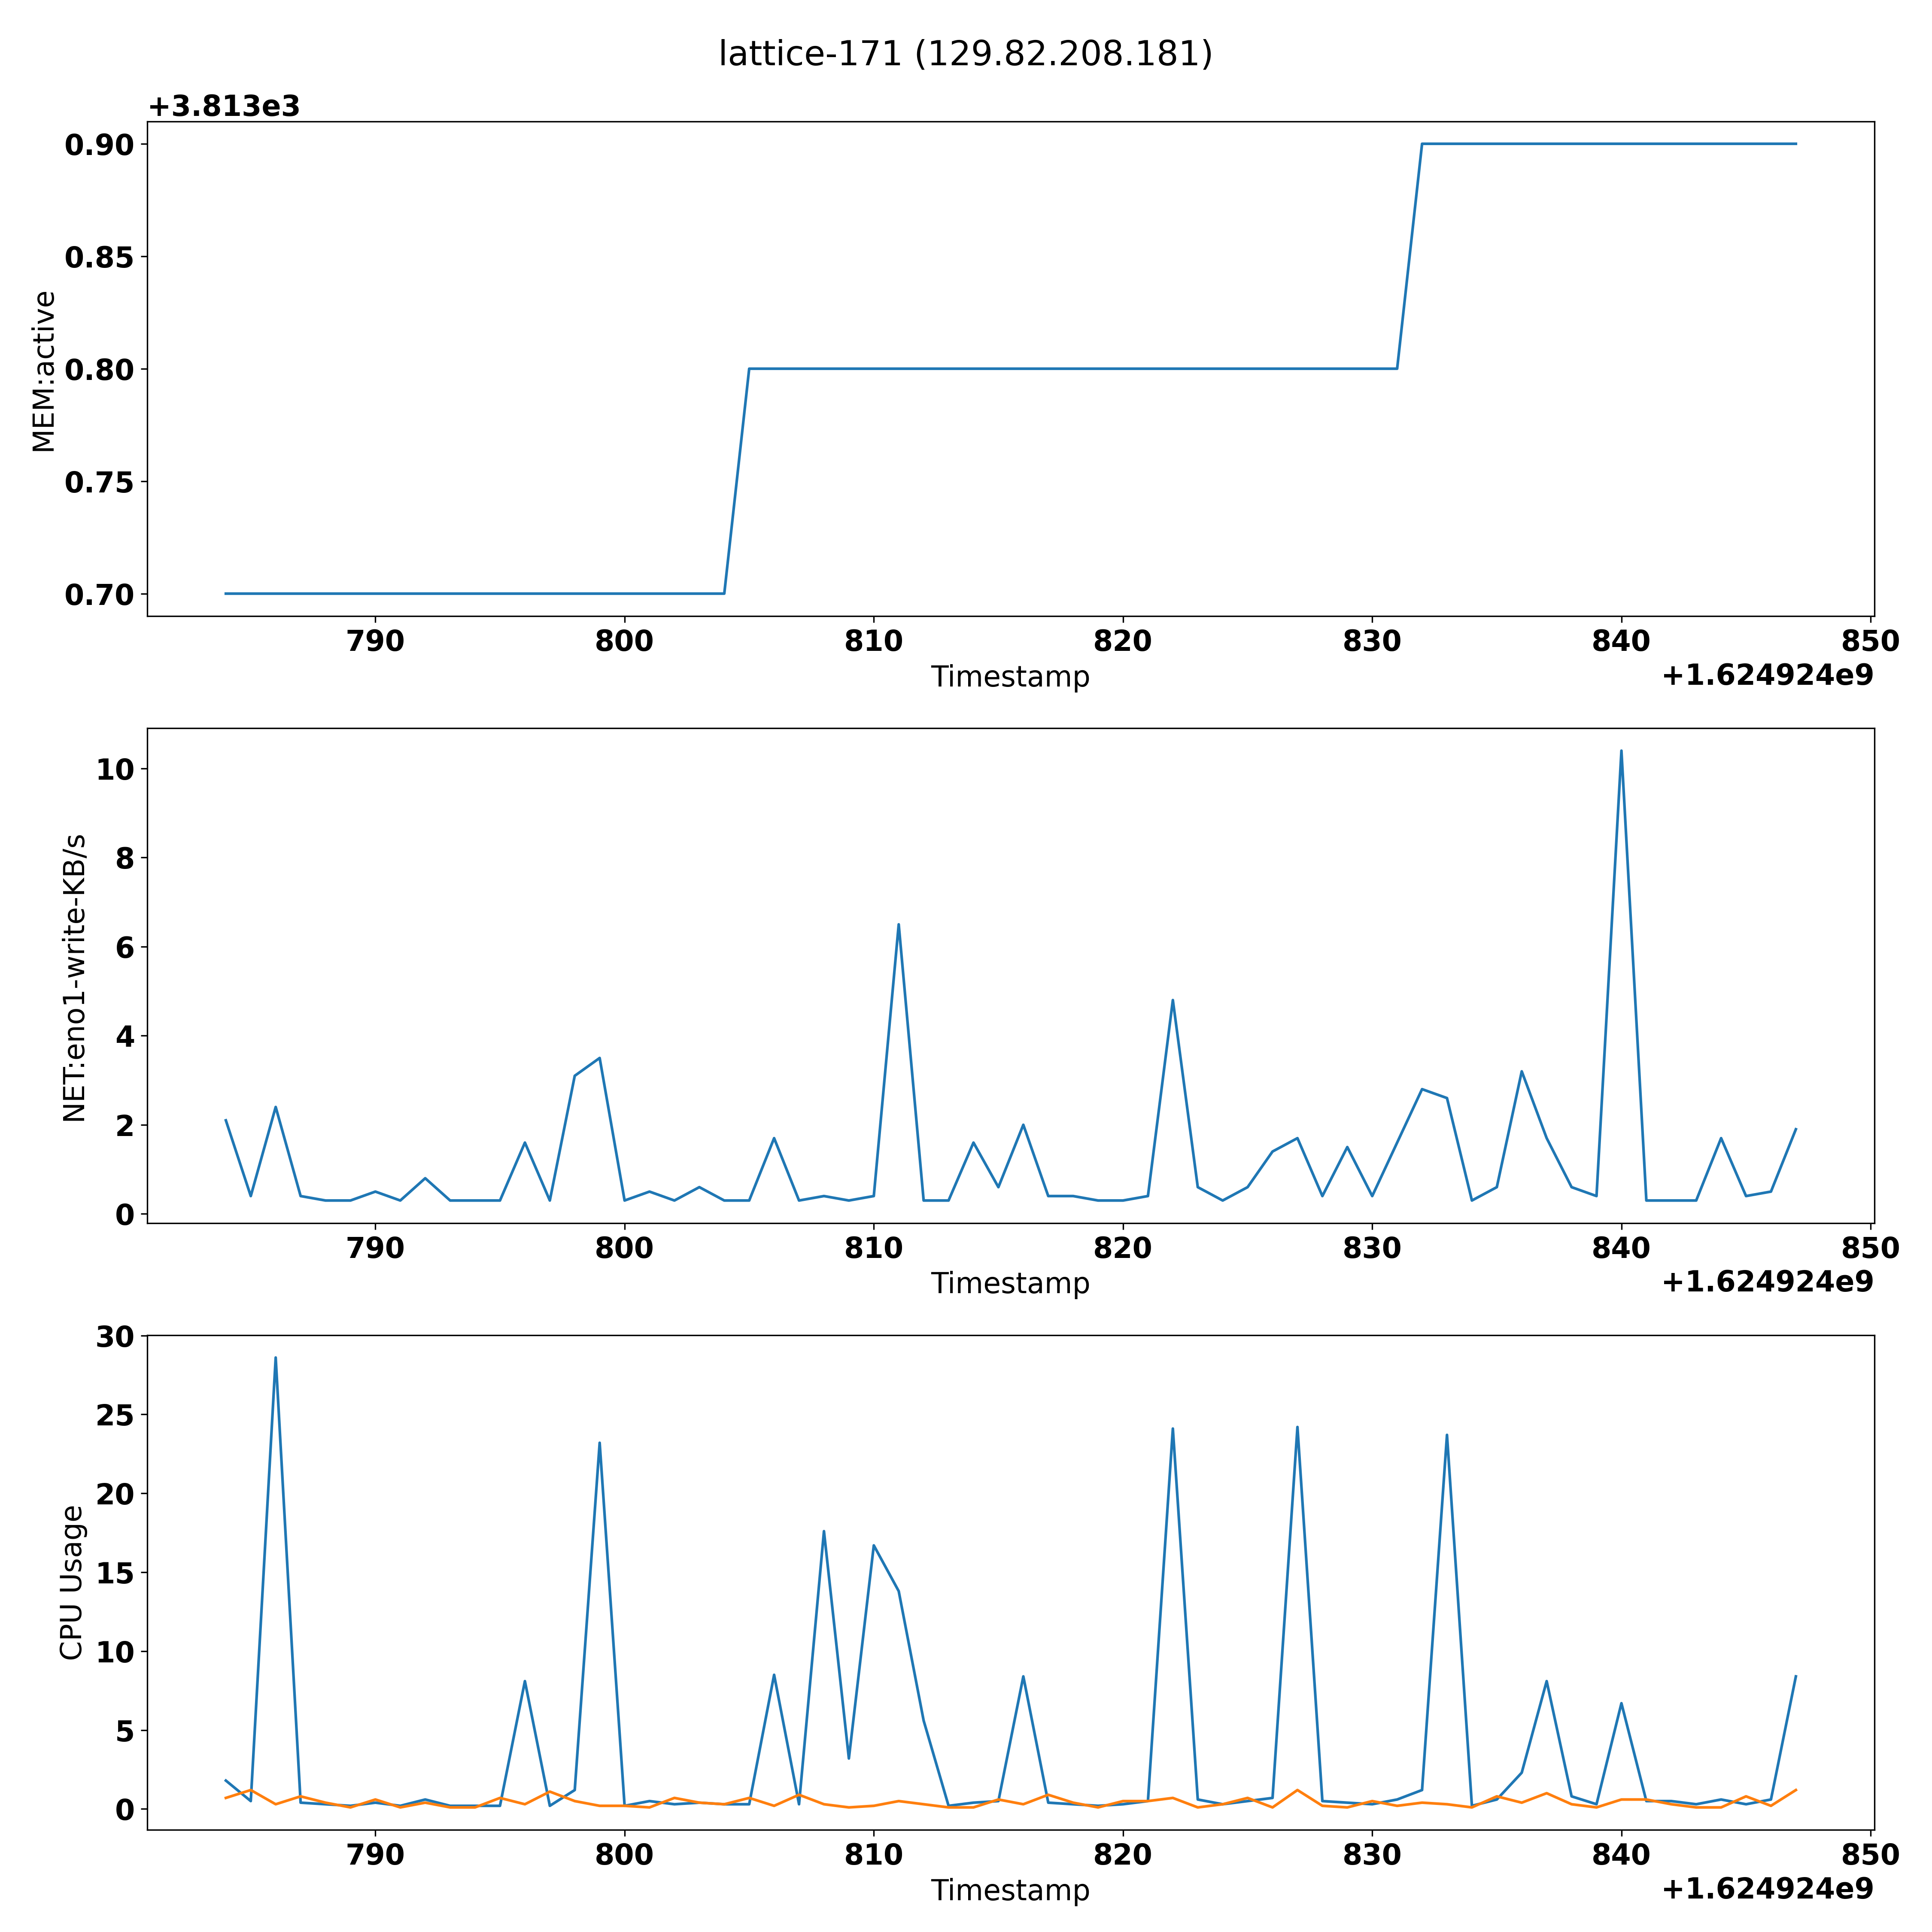 lattice-171 (129.82.208.181)
+3.813e3
0.90
0.85
0.80
0.75
0.70
MEM:active
790 800 810 820 830 840 850
Timestamp
+1.624924e9
10
8
6
4
2
0
NET:eno1-write-KB/s
790 800 810 820 830 840 850
Timestamp
+1.624924e9
30
25
20
15
10
5
0
CPU Usage
790 800 810 820 830 840 850
Timestamp
+1.624924e9